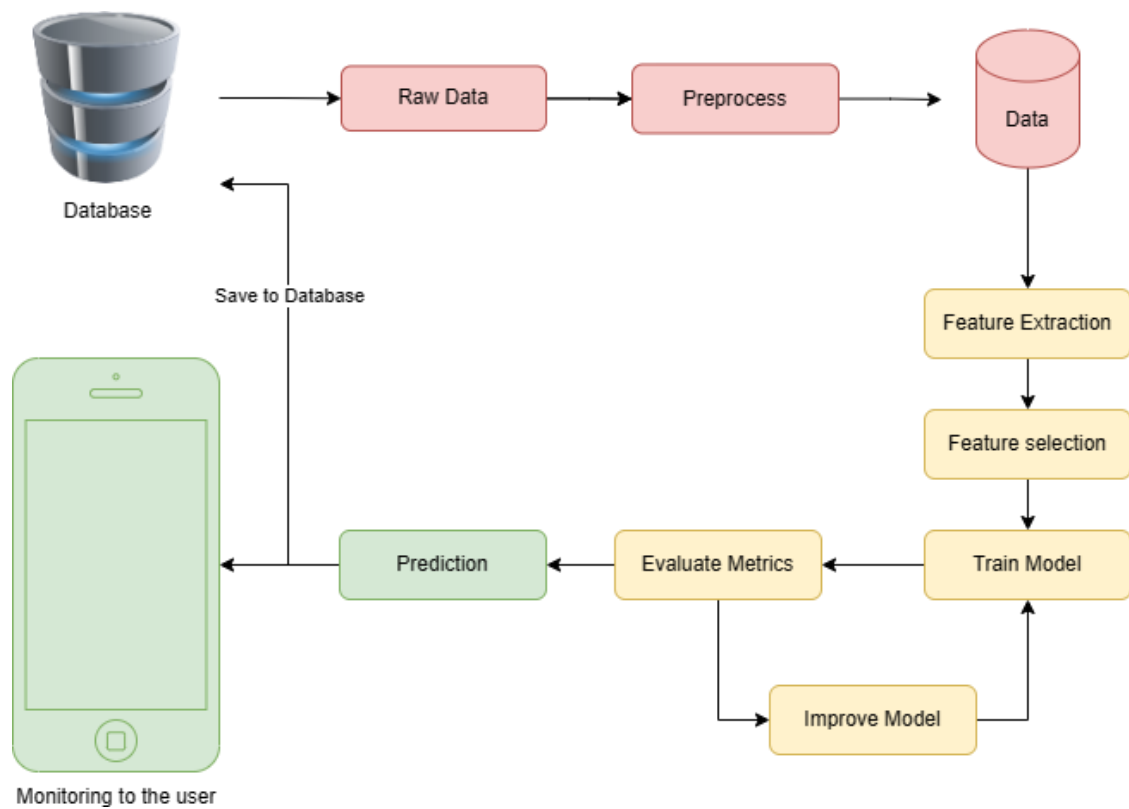 Raw Data
Preprocess
Data
Database
Save to Database
Feature Extraction
Feature selection
Prediction
Evaluate Metrics
Train Model
Improve Model
Monitoring to the user